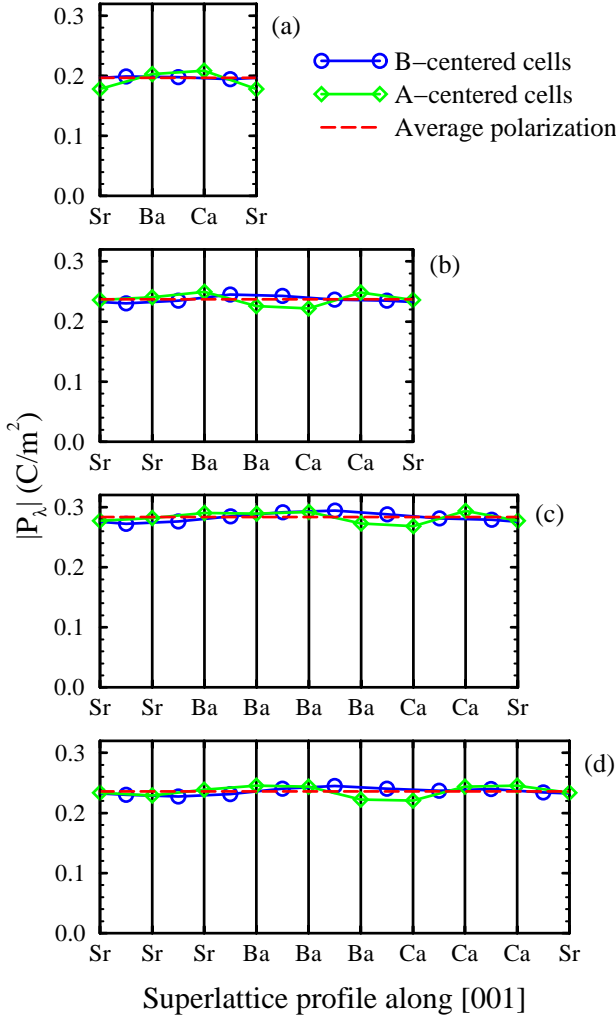 0.3
(a)
B−centered cells
0.2
A−centered cells
Average polarization
0.1
0.0
Sr Ba Ca Sr
0.3
(b)
0.2
0.1
0.0
Sr Sr Ba Ba Ca Ca Sr
|Pλ| (C/m²)
0.3
(c)
0.2
0.1
0.0
Sr Sr Ba Ba Ba Ba Ca Ca Sr
0.3
(d)
0.2
0.1
0.0
Sr Sr Sr Ba Ba Ba Ca Ca Ca Sr
Superlattice profile along [001]